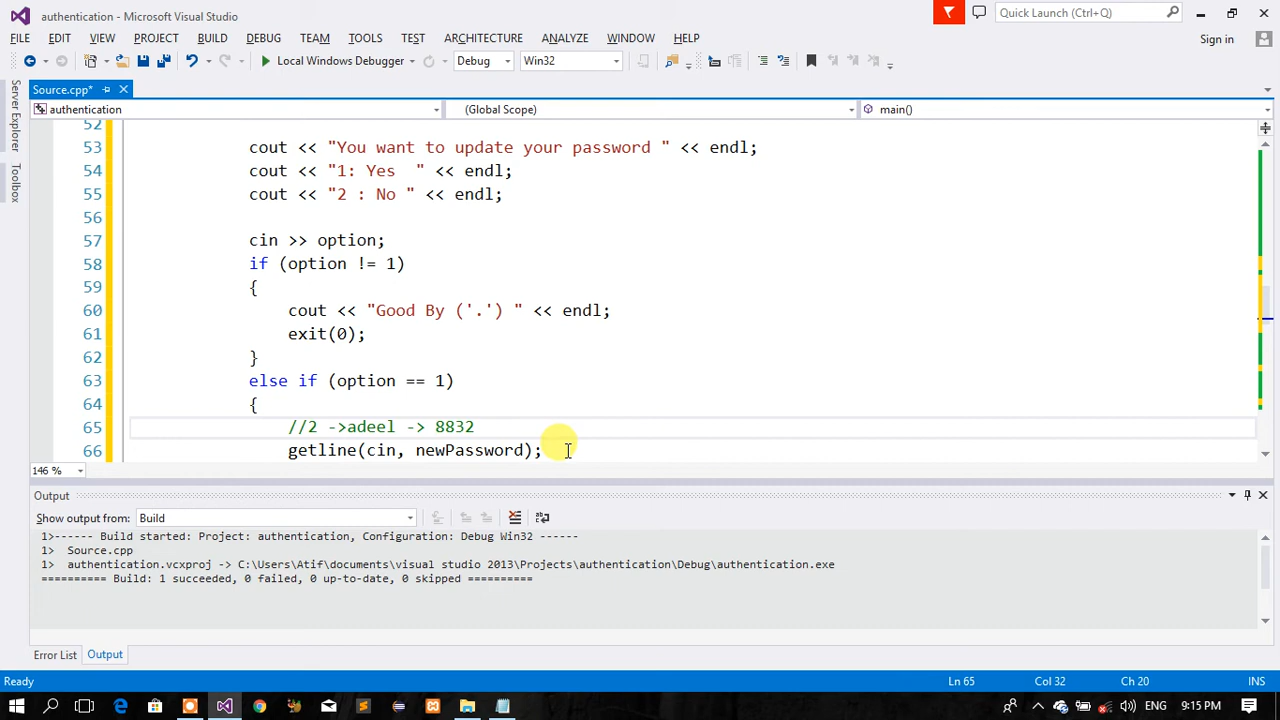 authentication - Microsoft Visual Studio
Quick Launch (Ctrl+Q)
FILE EDIT VIEW PROJECT BUILD DEBUG TEAM TOOLS TEST ARCHITECTURE ANALYZE WINDOW HELP
Sign in
Local Windows Debugger Debug Win32
Server Explorer
Toolbox
Source.cpp*
authentication (Global Scope) main()
52
53 cout << "You want to update your password " << endl;
54 cout << "1: Yes  " << endl;
55 cout << "2 : No " << endl;
56
57 cin >> option;
58 if (option != 1)
59 {
60 cout << "Good By ('.') " << endl;
61 exit(0);
62 }
63 else if (option == 1)
64 {
65 //2 ->adeel -> 8832
66 getline(cin, newPassword);
146 %
Output
Show output from: Build
1>------ Build started: Project: authentication, Configuration: Debug Win32 ------
1>  Source.cpp
1>  authentication.vcxproj -> C:\Users\Atif\documents\visual studio 2013\Projects\authentication\Debug\authentication.exe
========== Build: 1 succeeded, 0 failed, 0 up-to-date, 0 skipped ==========
Error List Output
Ready Ln 65 Col 32 Ch 20 INS
9:15 PM